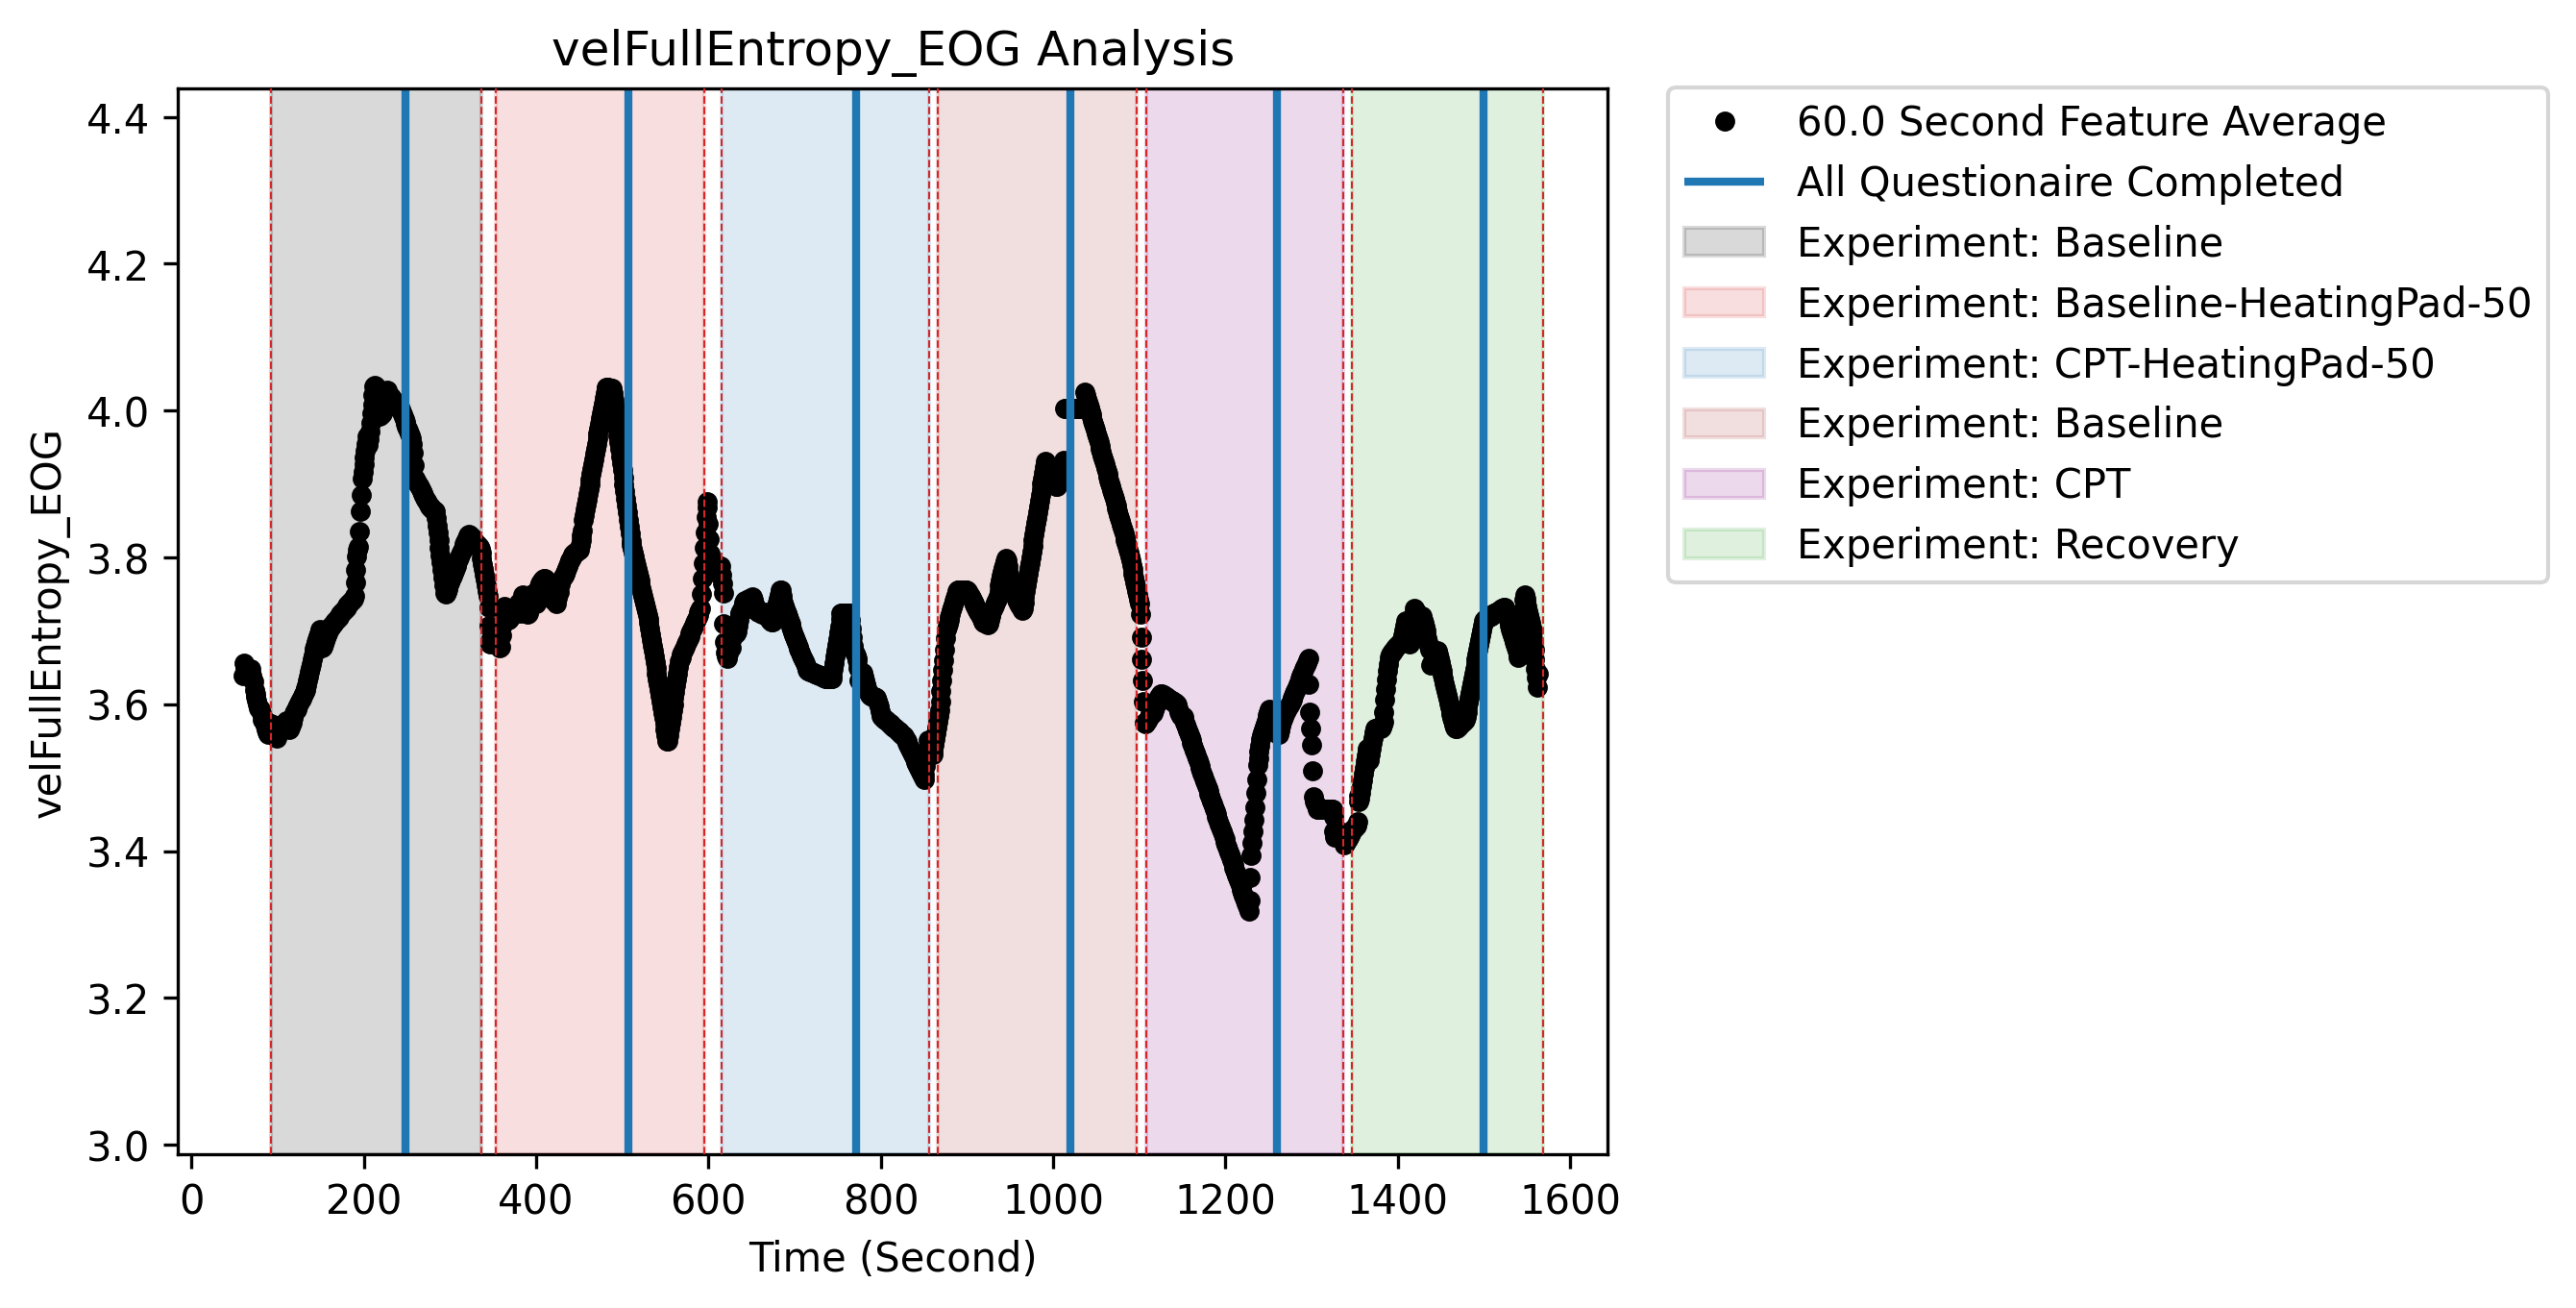 velFullEntropy_EOG Analysis
4.4
4.2
4.0
3.8
3.6
3.4
3.2
3.0
velFullEntropy_EOG
0 200 400 600 800 1000 1200 1400 1600
Time (Second)
60.0 Second Feature Average
All Questionaire Completed
Experiment: Baseline
Experiment: Baseline-HeatingPad-50
Experiment: CPT-HeatingPad-50
Experiment: Baseline
Experiment: CPT
Experiment: Recovery